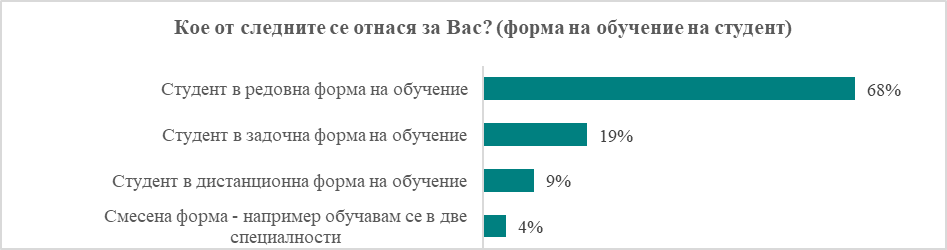 Кое от следните се отнася за Вас? (форма на обучение на студент)
Студент в редовна форма на обучение
68%
Студент в задочна форма на обучение
19%
Студент в дистанционна форма на обучение
9%
Смесена форма - например обучавам се в две
специалности
4%